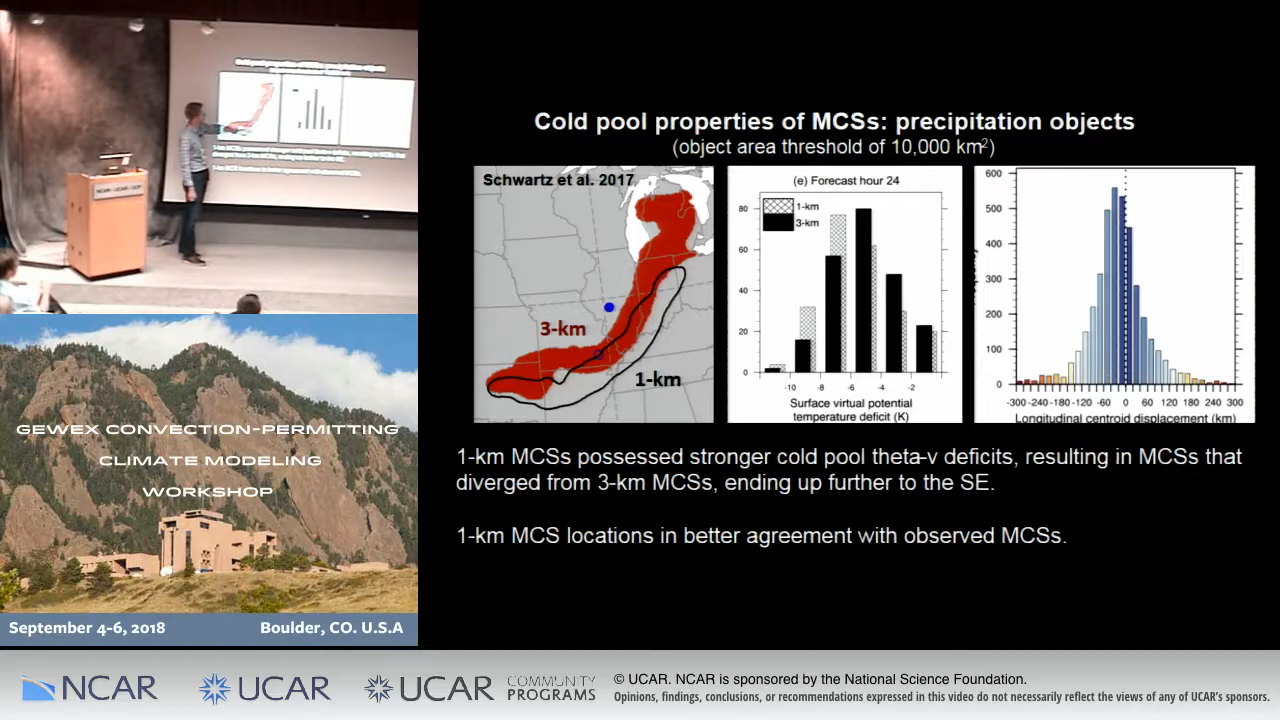 NCAR - UCAR - UCP
GEWEX CONVECTION-PERMITTING
CLIMATE MODELING
WORKSHOP
September 4-6, 2018
Boulder, CO. U.S.A
Cold pool properties of MCSs: precipitation objects
(object area threshold of 10,000 km²)
Schwartz et al. 2017
3-km
1-km
(e) Forecast hour 24
1-km
3-km
80
60
40
20
0
-10 -8 -6 -4 -2
Surface virtual potential
temperature deficit (K)
600
500
400
300
200
100
0
-300 -240 -180 -120 -60 0 60 120 180 240 300
Longitudinal centroid displacement (km)
1-km MCSs possessed stronger cold pool theta-v deficits, resulting in MCSs that
diverged from 3-km MCSs, ending up further to the SE.
1-km MCS locations in better agreement with observed MCSs.
NCAR
UCAR
UCAR
COMMUNITY
PROGRAMS
© UCAR. NCAR is sponsored by the National Science Foundation.
Opinions, findings, conclusions, or recommendations expressed in this video do not necessarily reflect the views of any of UCAR's sponsors.